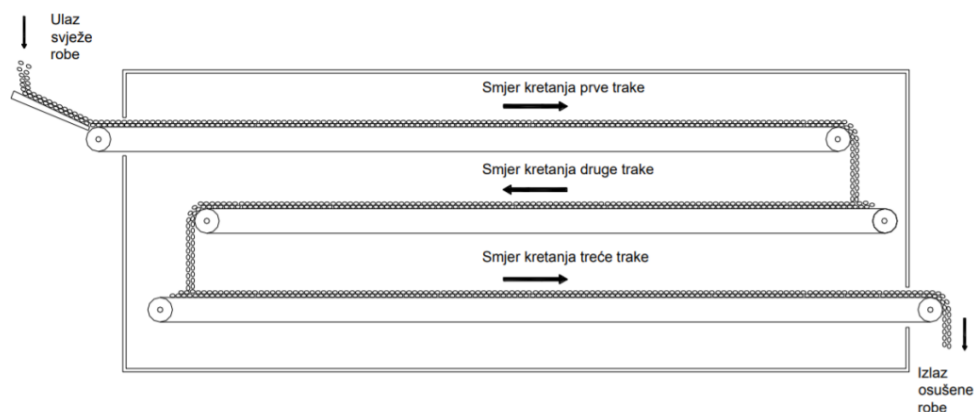 Ulaz
svježe
robe
Smjer kretanja prve trake
Smjer kretanja druge trake
Smjer kretanja treće trake
Izlaz
osušene
robe